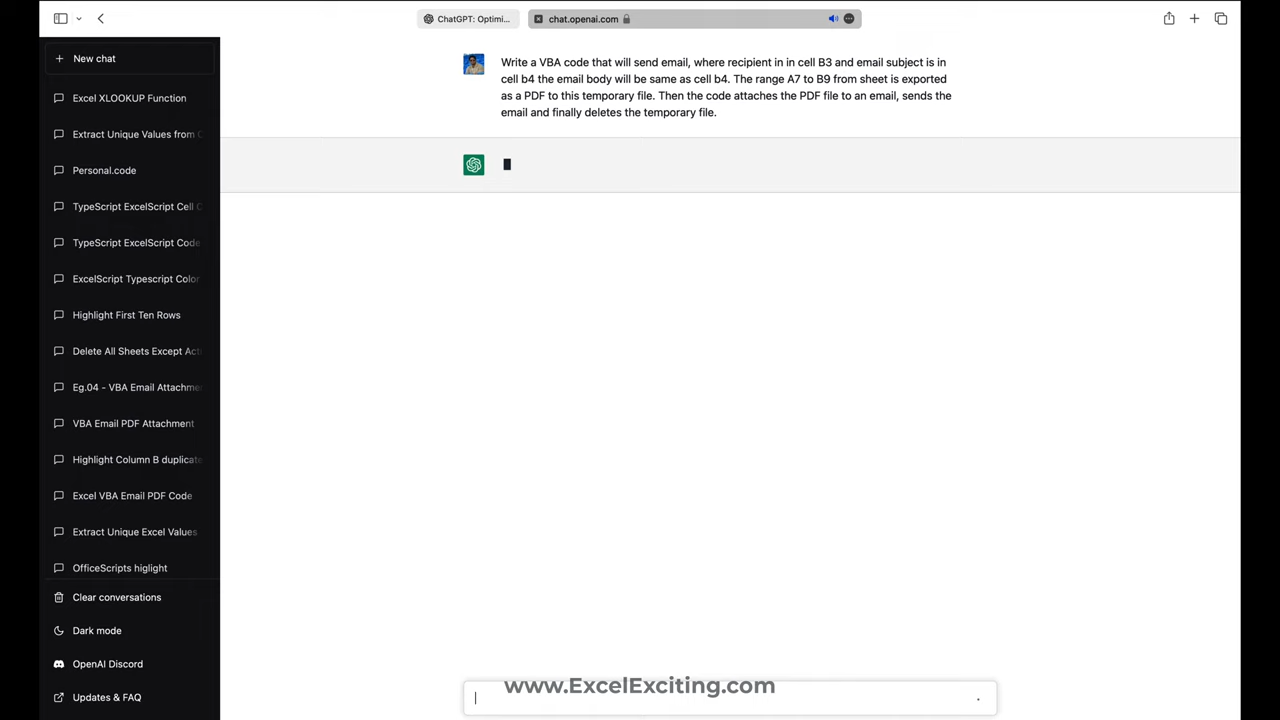 ChatGPT: Optimi...
chat.openai.com
New chat
Excel XLOOKUP Function
Extract Unique Values from
Personal.code
TypeScript ExcelScript Cell
TypeScript ExcelScript Code
ExcelScript Typescript Color
Highlight First Ten Rows
Delete All Sheets Except
Eg.04 - VBA Email
VBA Email PDF Attachment
Highlight Column B duplicate
Excel VBA Email PDF Code
Extract Unique Excel Values
OfficeScripts higlight
Clear conversations
Dark mode
OpenAI Discord
Updates & FAQ
Write a VBA code that will send email, where recipient in in cell B3 and email subject is in
cell b4 the email body will be same as cell b4. The range A7 to B9 from sheet is exported
as a PDF to this temporary file. Then the code attaches the PDF file to an email, sends the
email and finally deletes the temporary file.
www.ExcelExciting.com